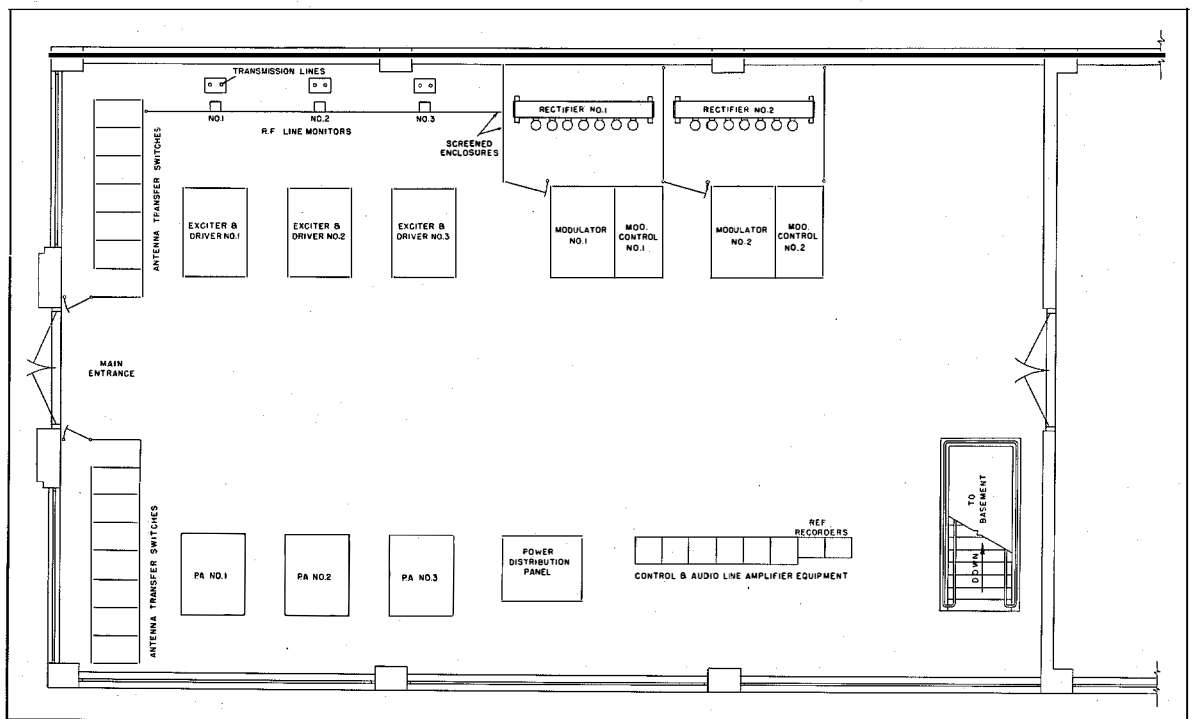 TRANSMISSION LINES
NO.1
NO.2
NO.3
R.F. LINE MONITORS
SCREENED
ENCLOSURES
RECTIFIER NO.1
RECTIFIER NO.2
ANTENNA TRANSFER SWITCHES
EXCITER &
DRIVER NO.1
EXCITER &
DRIVER NO.2
EXCITER &
DRIVER NO.3
MODULATOR
NO.1
MOD.
CONTROL
NO.1
MODULATOR
NO.2
MOD.
CONTROL
NO.2
MAIN
ENTRANCE
ANTENNA TRANSFER SWITCHES
PA NO.1
PA NO.2
PA NO.3
POWER
DISTRIBUTION
PANEL
REF
RECORDERS
CONTROL & AUDIO LINE AMPLIFIER EQUIPMENT
TO
BASEMENT
DOWN